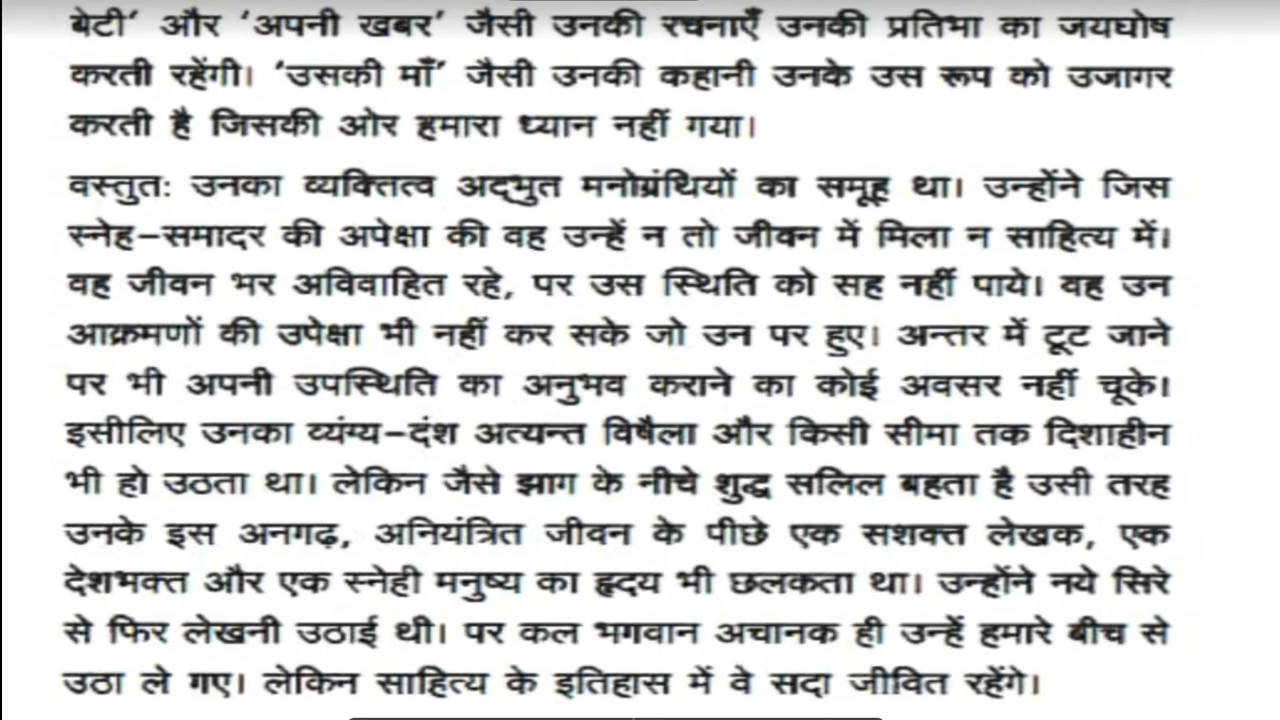 बेटी' और 'अपनी खबर' जैसी उनकी रचनाएँ उनकी प्रतिभा का जयघोष
करती रहेंगी। 'उसकी माँ' जैसी उनकी कहानी उनके उस रूप को उजागर
करती है जिसकी ओर हमारा ध्यान नहीं गया।
वस्तुतः उनका व्यक्तित्व अद्भुत मनोग्रंथियों का समूह था। उन्होंने जिस
स्नेह-समादर की अपेक्षा की वह उन्हें न तो जीवन में मिला न साहित्य में।
वह जीवन भर अविवाहित रहे, पर उस स्थिति को सह नहीं पाये। वह उन
आक्रमणों की उपेक्षा भी नहीं कर सके जो उन पर हुए। अन्तर में टूट जाने
पर भी अपनी उपस्थिति का अनुभव कराने का कोई अवसर नहीं चूके।
इसीलिए उनका व्यंग्य-दंश अत्यन्त विषैला और किसी सीमा तक दिशाहीन
भी हो उठता था। लेकिन जैसे झाग के नीचे शुद्ध सलिल बहता है उसी तरह
उनके इस अनगढ़, अनियंत्रित जीवन के पीछे एक सशक्त लेखक, एक
देशभक्त और एक स्नेही मनुष्य का हृदय भी छलकता था। उन्होंने नये सिरे
से फिर लेखनी उठाई थी। पर कल भगवान अचानक ही उन्हें हमारे बीच से
उठा ले गए। लेकिन साहित्य के इतिहास में वे सदा जीवित रहेंगे।